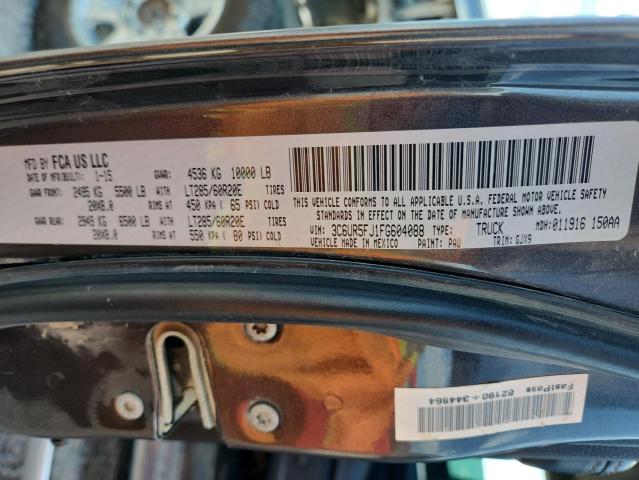 MFD BY FCA US LLC
DATE OF MFR(BUILT): 1-15 GVWR: 4536 KG 10000 LB
GAWR FRONT: 2495 KG 5500 LB WITH LT285/60R20E TIRES
20X8.0 RIMS AT 450 KPA ( 65 PSI) COLD
GAWR REAR: 2949 KG 6500 LB WITH LT285/60R20E TIRES
20X8.0 RIMS AT 550 KPA ( 80 PSI) COLD
THIS VEHICLE CONFORMS TO ALL APPLICABLE U.S.A. FEDERAL MOTOR VEHICLE SAFETY
STANDARDS IN EFFECT ON THE DATE OF MANUFACTURE SHOWN ABOVE.
VIN: 3C6UR5FJ1FG604088 TYPE: TRUCK MDH: 011916 150AA
MADE IN MEXICO PAINT: PAU TRIM: GJX9
FastPass
82190 + 344864